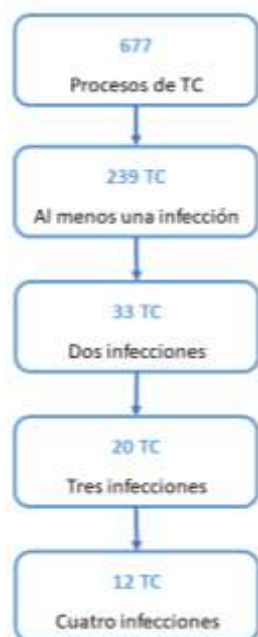 677
Procesos de TC
239 TC
Al menos una infección
33 TC
Dos infecciones
20 TC
Tres infecciones
12 TC
Cuatro infecciones